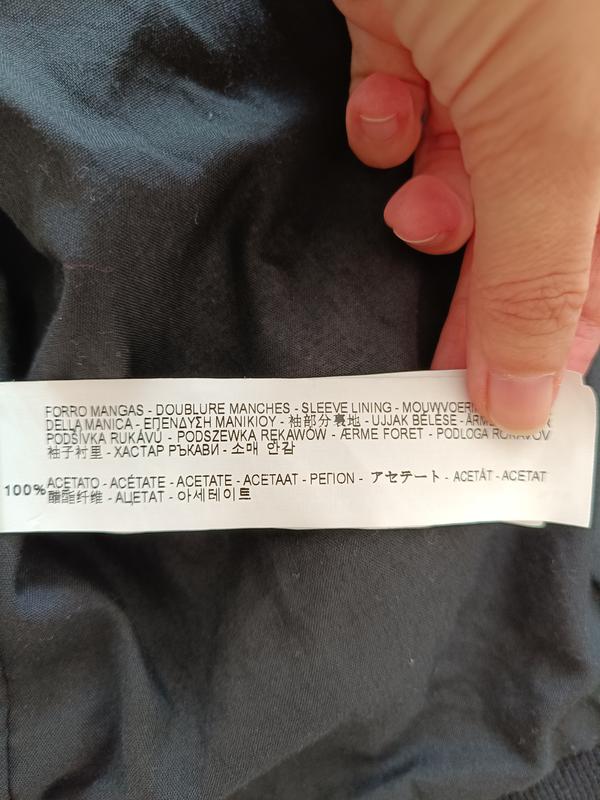 FORRO MANGAS - DOUBLURE MANCHES - SLEEVE LINING -
DELLA MANICA - ΕΠΕΝΔΥΣΗ ΜΑΝΙΚΙΟΥ - 袖部分裏地 - UJJAK BÉLÉSE -
PODŠÍVKA RUKÁVŮ - PODSZEWKA RĘKAWÓW - ÆRME FORET - PODLOGA ROKAVOV
袖子衬里 - ХАСТАР РЪКАВИ - 소매 안감
100% ACETATO - ACÉTATE - ACETATE - ACETAAT - ΡΕΓΙΟΝ - アセテート - ACETÁT - ACETAT
醋酯纤维 - АЦЕТАТ - 아세테이트